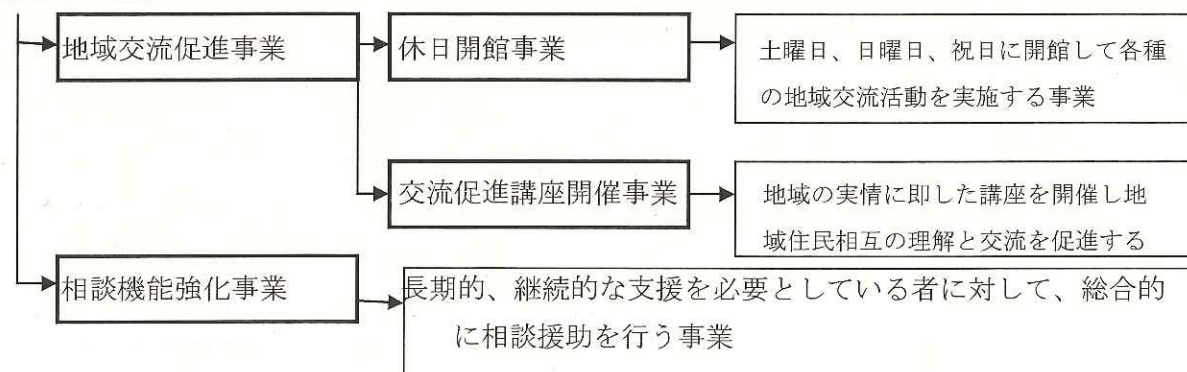 地域交流促進事業
休日開館事業
土曜日、日曜日、祝日に開館して各種
の地域交流活動を実施する事業
交流促進講座開催事業
地域の実情に即した講座を開催し地
域住民相互の理解と交流を促進する
相談機能強化事業
長期的、継続的な支援を必要としている者に対して、総合的
に相談援助を行う事業